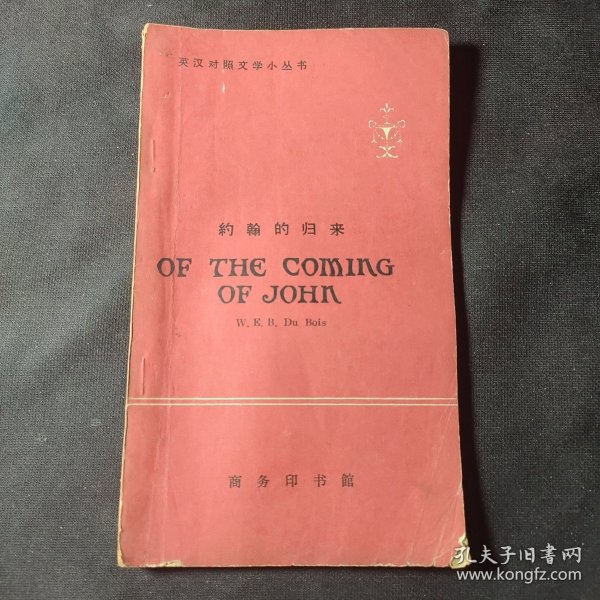 英汉对照文学小丛书
約翰的归来
OF THE COMING
OF JOHN
W. E. B. Du Bois
商务印书館
孔夫子旧書网
www.kongfz.com